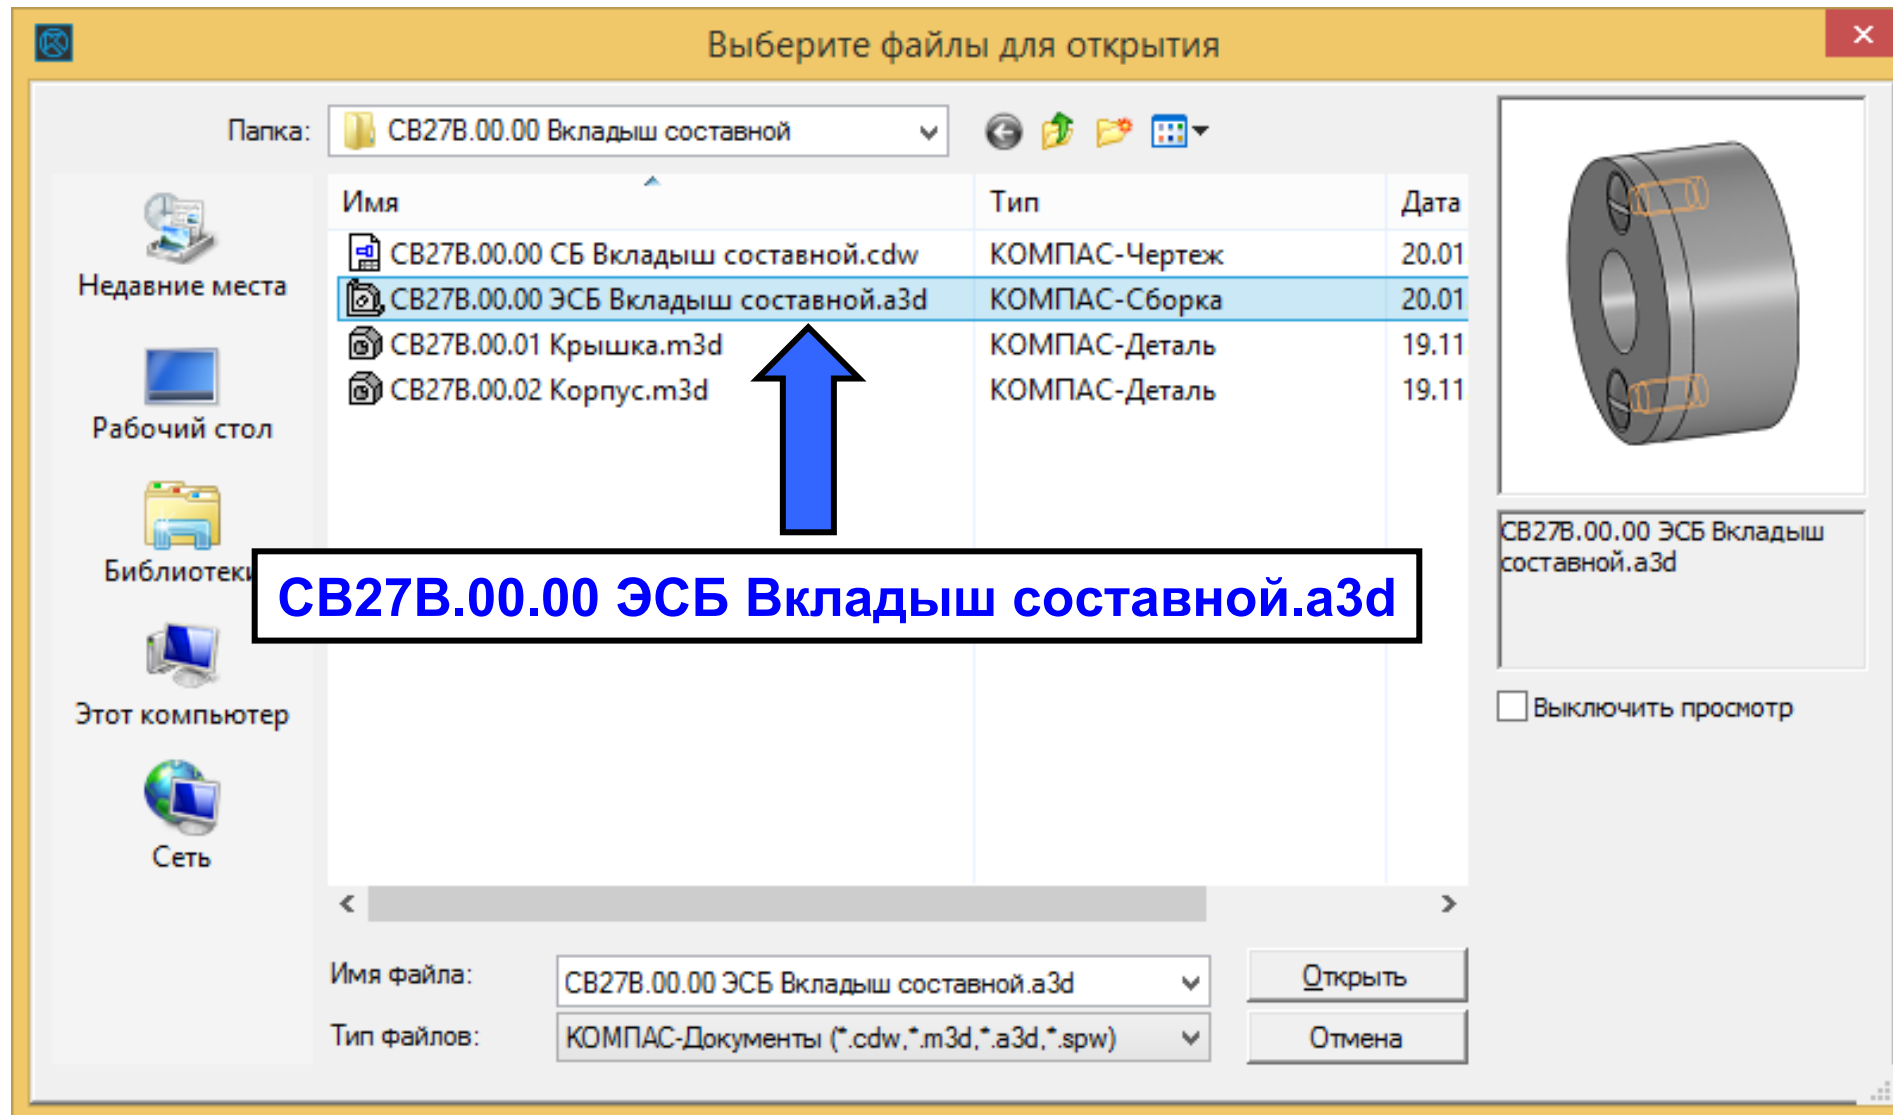 Выберите файлы для открытия
Папка: СВ27В.00.00 Вкладыш составной
Имя Тип Дата
СВ27В.00.00 СБ Вкладыш составной.cdw КОМПАС-Чертеж 20.01
СВ27В.00.00 ЭСБ Вкладыш составной.a3d КОМПАС-Сборка 20.01
СВ27В.00.01 Крышка.m3d КОМПАС-Деталь 19.11
СВ27В.00.02 Корпус.m3d КОМПАС-Деталь 19.11
Недавние места
Рабочий стол
Библиотеки
Этот компьютер
Сеть
СВ27В.00.00 ЭСБ Вкладыш составной.a3d
СВ27В.00.00 ЭСБ Вкладыш
составной.a3d
Выключить просмотр
Имя файла: СВ27В.00.00 ЭСБ Вкладыш составной.a3d Открыть
Тип файлов: КОМПАС-Документы (*.cdw,*.m3d,*.a3d,*.spw) Отмена